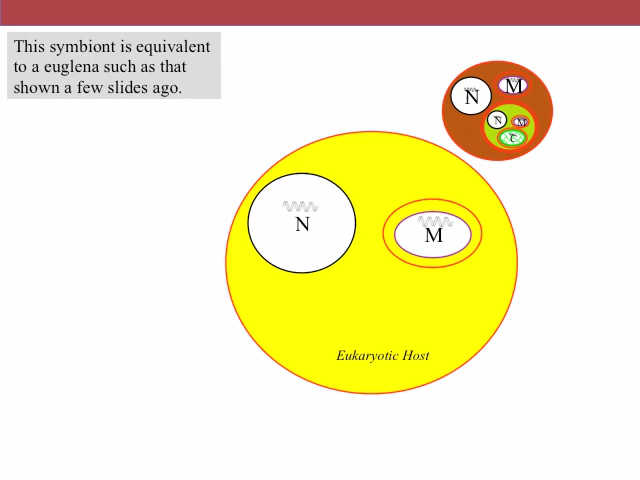 This symbiont is equivalent
to a euglena such as that
shown a few slides ago.
N
M
N
M
C
N
M
Eukaryotic Host